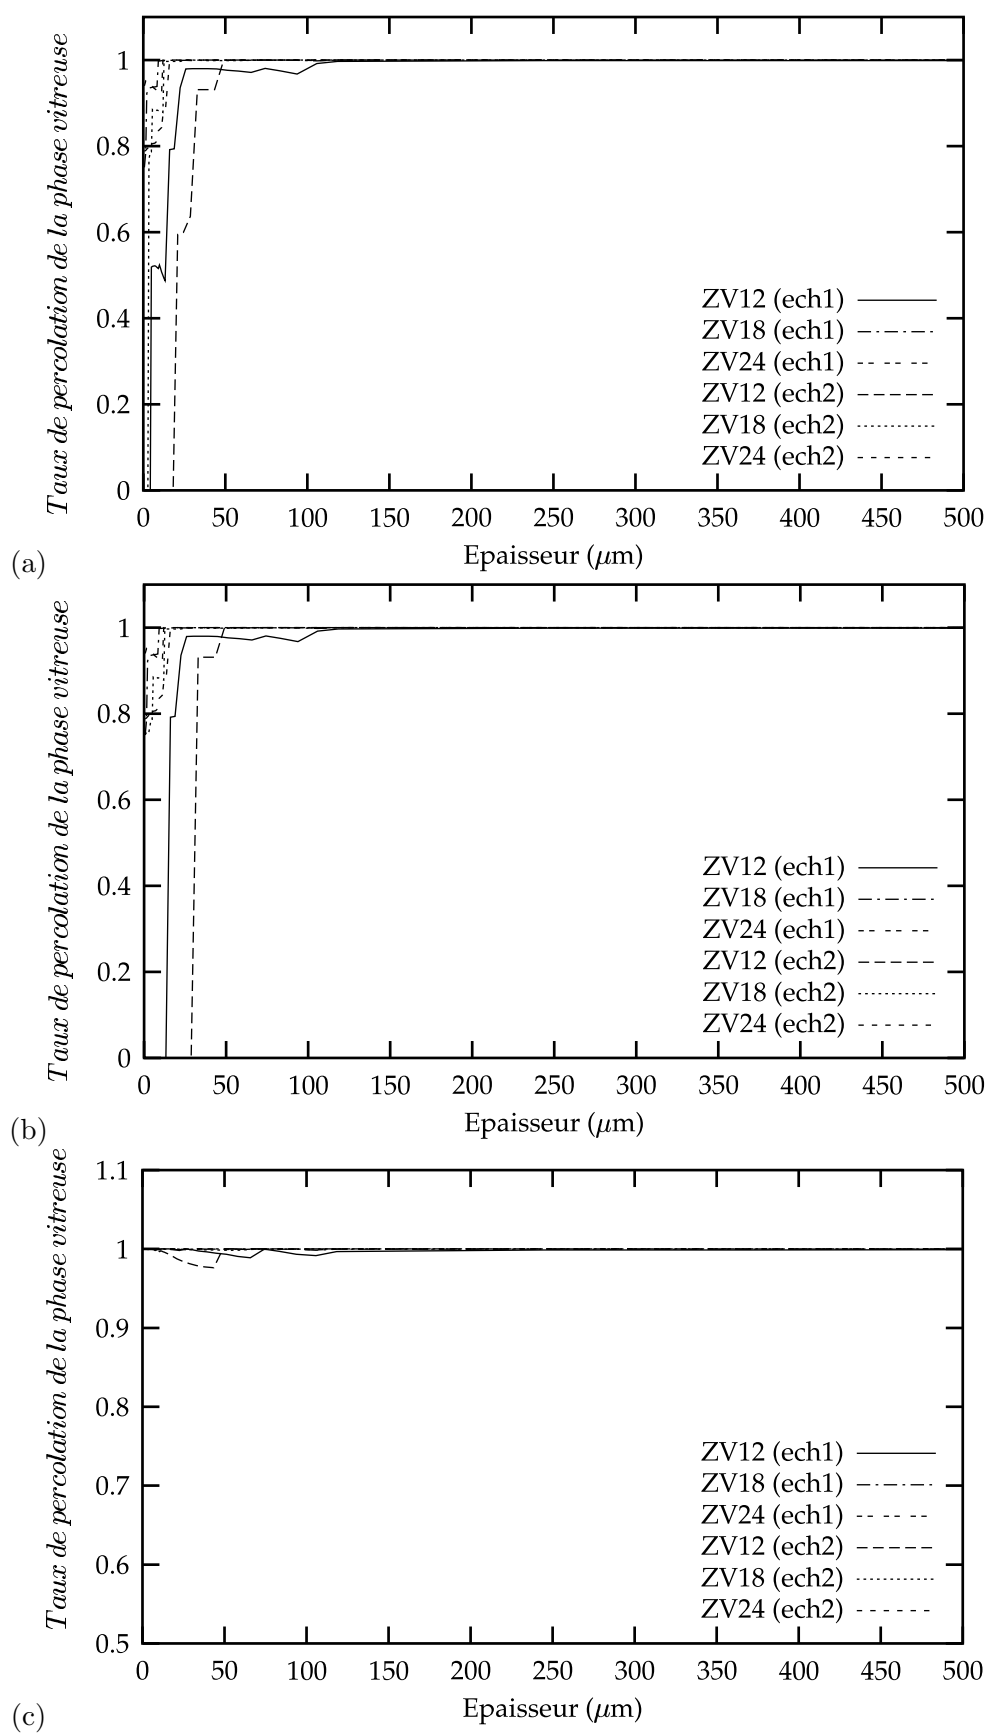 Taux de percolation de la phase vitreuse
1
0.8
0.6
0.4
0.2
0
ZV12 (ech1)
ZV18 (ech1)
ZV24 (ech1)
ZV12 (ech2)
ZV18 (ech2)
ZV24 (ech2)
0 50 100 150 200 250 300 350 400 450 500
Epaisseur (μm)
(a)
Taux de percolation de la phase vitreuse
1
0.8
0.6
0.4
0.2
0
ZV12 (ech1)
ZV18 (ech1)
ZV24 (ech1)
ZV12 (ech2)
ZV18 (ech2)
ZV24 (ech2)
0 50 100 150 200 250 300 350 400 450 500
Epaisseur (μm)
(b)
Taux de percolation de la phase vitreuse
1.1
1
0.9
0.8
0.7
0.6
0.5
ZV12 (ech1)
ZV18 (ech1)
ZV24 (ech1)
ZV12 (ech2)
ZV18 (ech2)
ZV24 (ech2)
0 50 100 150 200 250 300 350 400 450 500
Epaisseur (μm)
(c)